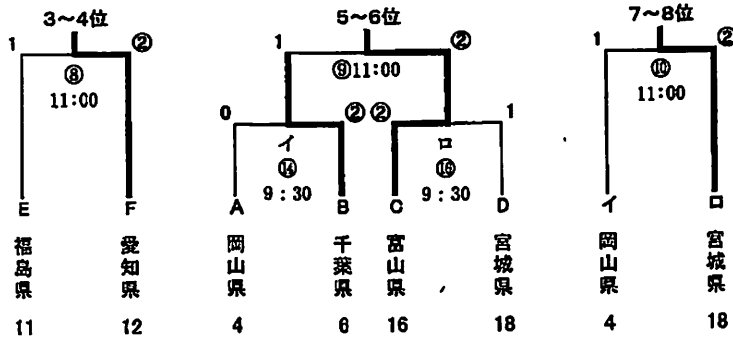 3〜4位 5〜6位 7〜8位
1 ② 1 ② 1 ②
⑧ ⑨11:00 ⑩
11:00 11:00
0 ② ② 1
イ ロ
⑭ ⑯
9:30 9:30
E F A B C D イ ロ
福島県 愛知県 岡山県 千葉県 富山県 宮城県 岡山県 宮城県
11 12 4 6 16 18 4 18